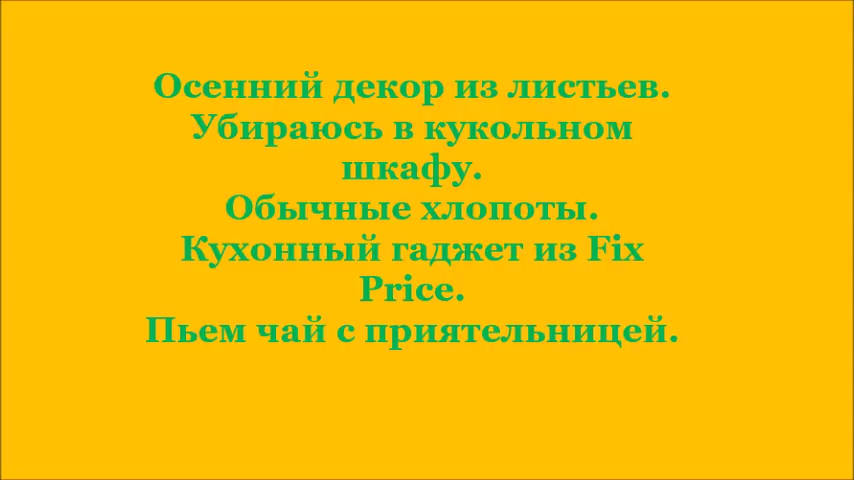 Осенний декор из листьев.
Убираюсь в кукольном
шкафу.
Обычные хлопоты.
Кухонный гаджет из Fix
Price.
Пьем чай с приятельницей.